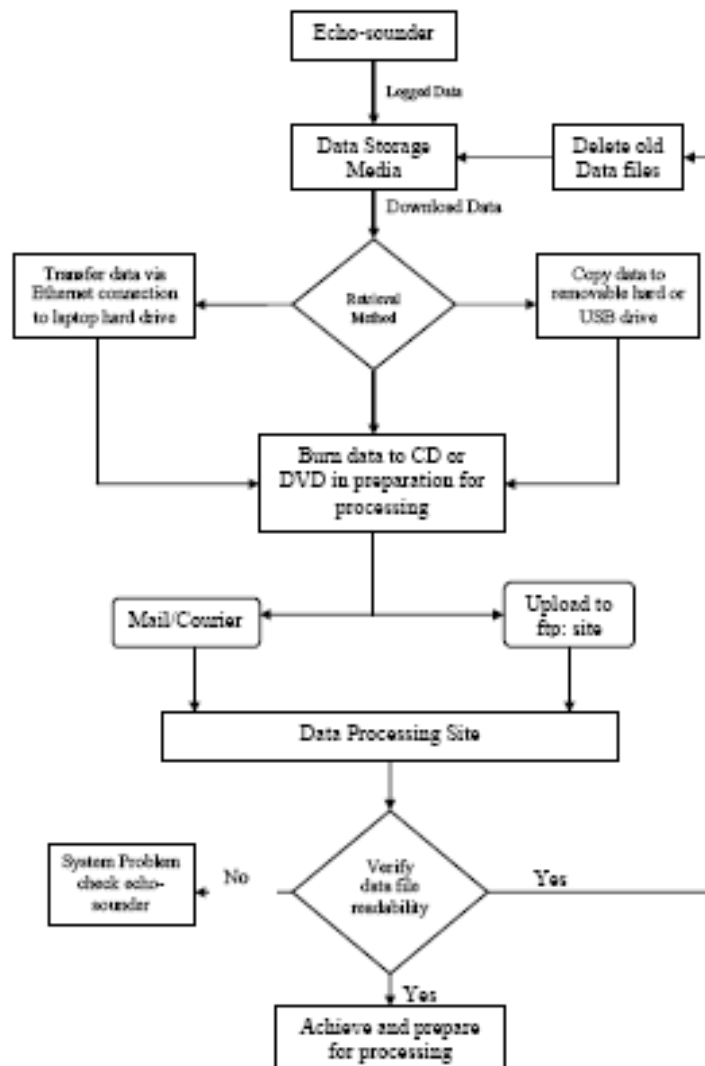 Echo-sounder
Logged Data
Data Storage
Media
Delete old
Data files
Download Data
Transfer data via
Ethernet connection
to laptop hard drive
Retrieval
Method
Copy data to
removable hard or
USB drive
Burn data to CD or
DVD in preparation for
processing
Mail/Courier
Upload to
ftp: site
Data Processing Site
System Problem
check echo-
sounder
No
Verify
data file
readability
Yes
Yes
Achieve and prepare
for processing